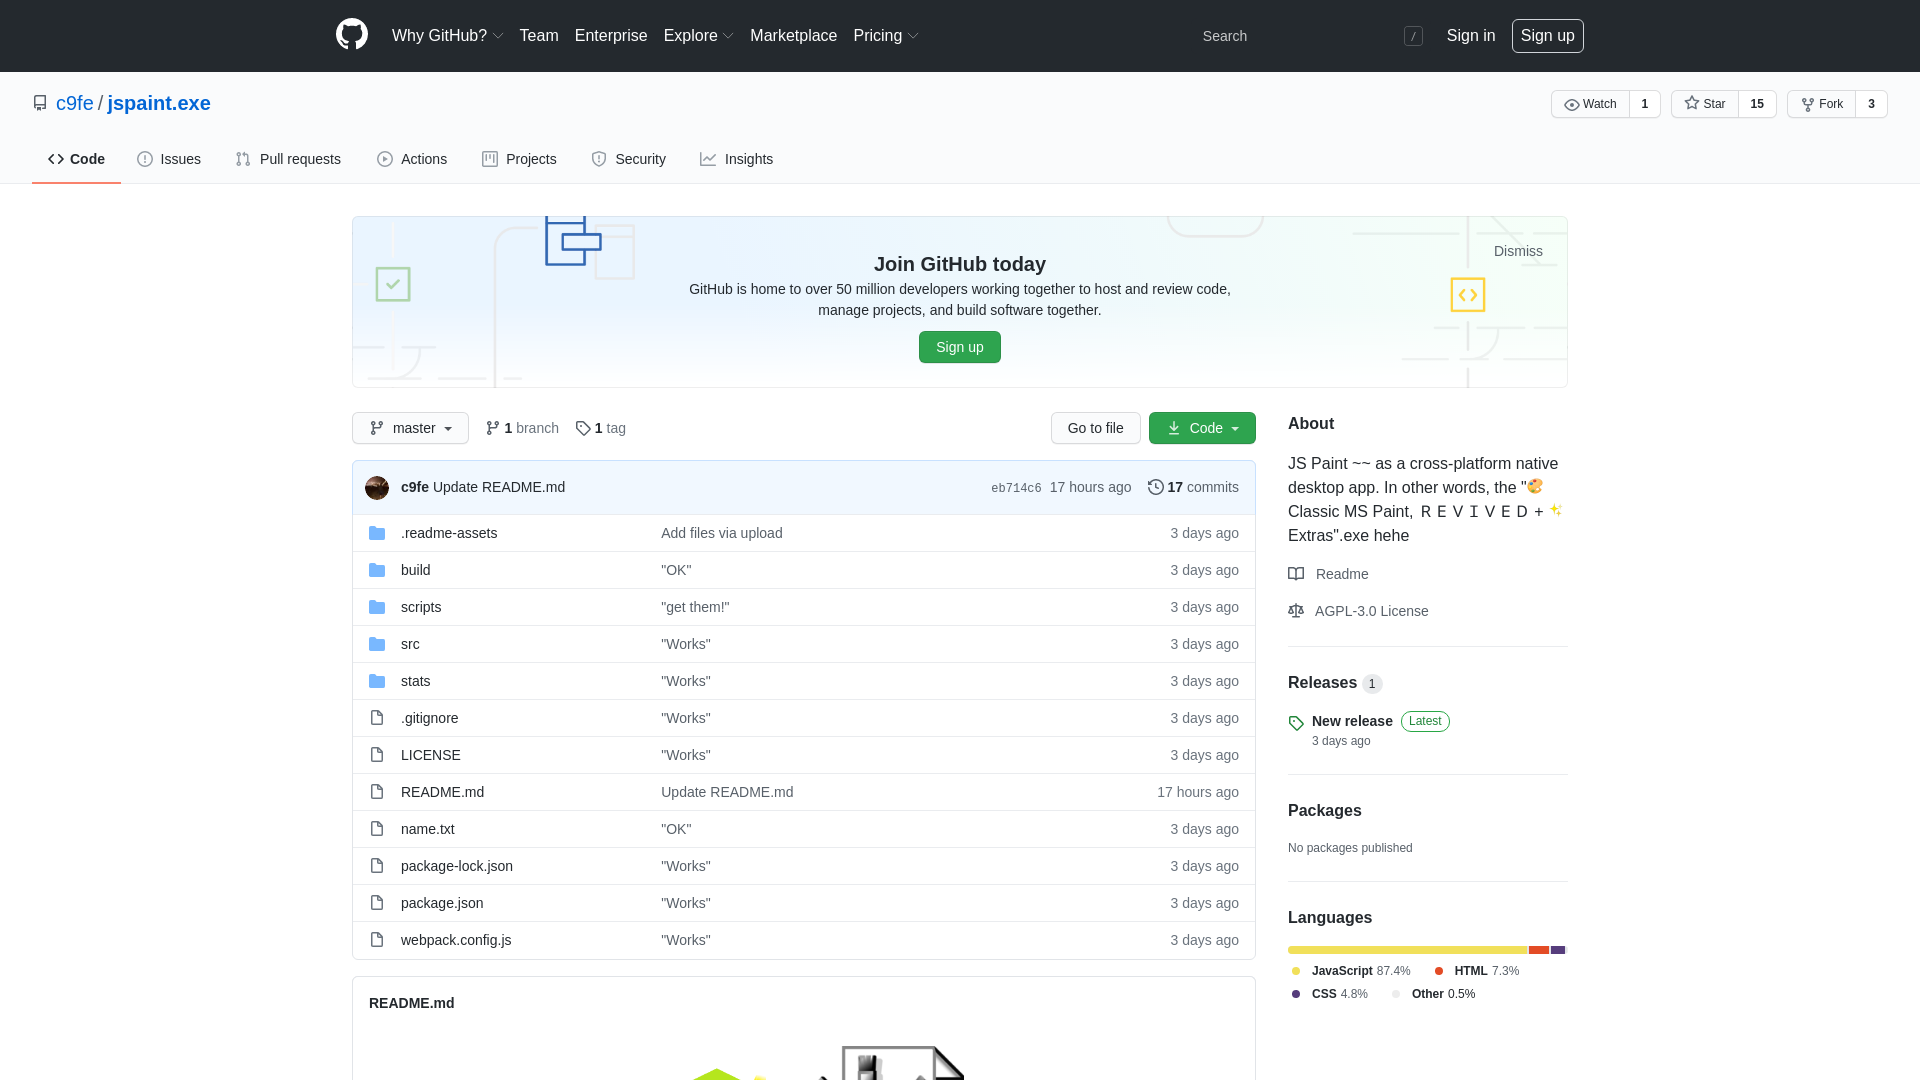 Why GitHub? Team Enterprise Explore Marketplace Pricing Search / Sign in Sign up
c9fe / jspaint.exe Watch 1 Star 15 Fork 3
Code Issues Pull requests Actions Projects Security Insights
Dismiss
Join GitHub today
GitHub is home to over 50 million developers working together to host and review code,
manage projects, and build software together.
Sign up
master 1 branch 1 tag Go to file Code
c9fe Update README.md eb714c6 17 hours ago 17 commits
.readme-assets Add files via upload 3 days ago
build "OK" 3 days ago
scripts "get them!" 3 days ago
src "Works" 3 days ago
stats "Works" 3 days ago
.gitignore "Works" 3 days ago
LICENSE "Works" 3 days ago
README.md Update README.md 17 hours ago
name.txt "OK" 3 days ago
package-lock.json "Works" 3 days ago
package.json "Works" 3 days ago
webpack.config.js "Works" 3 days ago
README.md
About
JS Paint ~~ as a cross-platform native
desktop app. In other words, the "🎨
Classic MS Paint, ＲＥＶＩＶＥＤ + ✨
Extras".exe hehe
Readme
AGPL-3.0 License
Releases 1
New release Latest
3 days ago
Packages
No packages published
Languages
JavaScript 87.4% HTML 7.3%
CSS 4.8% Other 0.5%